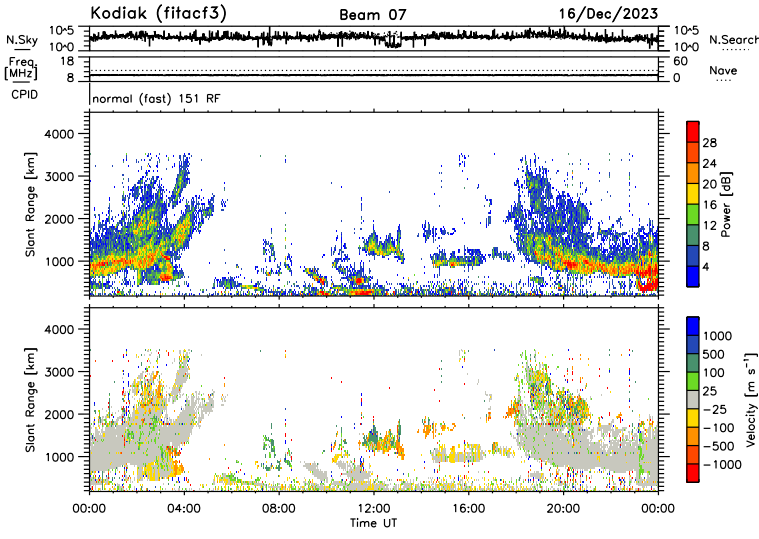 Kodiak (fitacf3) Beam 07 16/Dec/2023
N.Sky 10^5 10^0 10^5 10^0 N.Search
Freq. [MHz] 18 8 60 0 Nave
CPID normal (fast) 151 RF
Slant Range [km] 4000 3000 2000 1000
28 24 20 16 12 8 4 Power [dB]
Slant Range [km] 4000 3000 2000 1000
1000 500 100 25 −25 −100 −500 −1000 Velocity [m s⁻¹]
00:00 04:00 08:00 12:00 16:00 20:00 00:00
Time UT